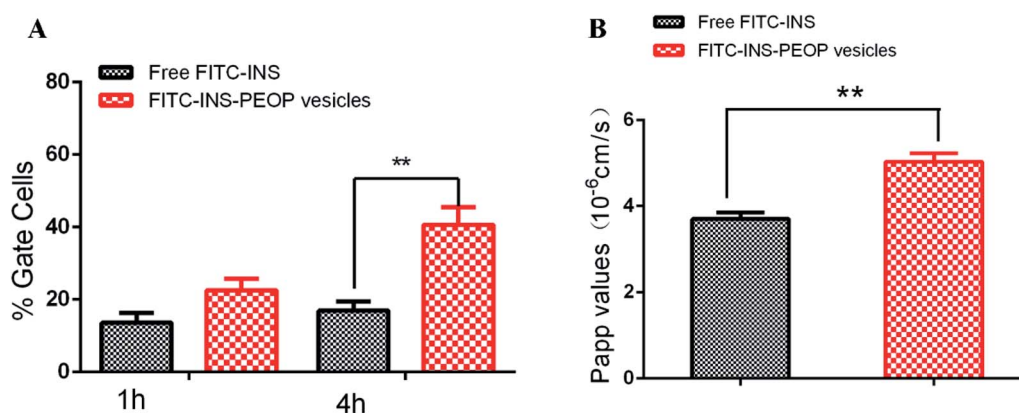 A
Free FITC-INS
FITC-INS-PEOP vesicles
% Gate Cells
80
60
40
20
0
**
1h
4h
B
Free FITC-INS
FITC-INS-PEOP vesicles
Papp values (10⁻⁶cm/s)
6
4
2
0
**